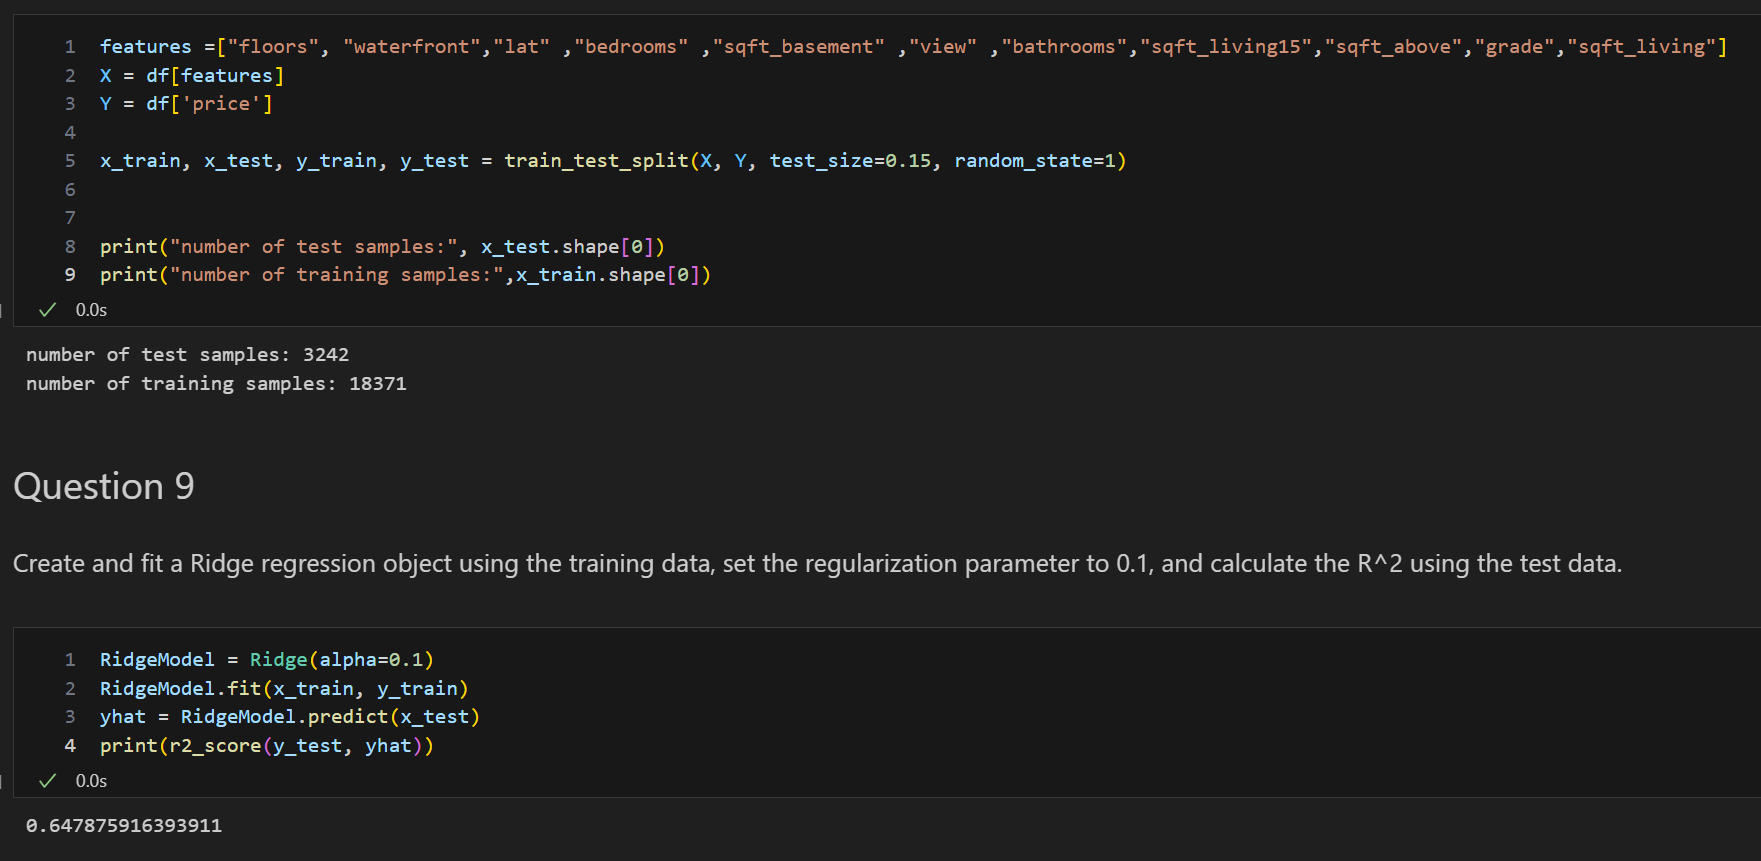 1 features =["floors", "waterfront","lat" ,"bedrooms" ,"sqft_basement" ,"view" ,"bathrooms","sqft_living15","sqft_above","grade","sqft_living"]
2 X = df[features]
3 Y = df['price']
4
5 x_train, x_test, y_train, y_test = train_test_split(X, Y, test_size=0.15, random_state=1)
6
7
8 print("number of test samples:", x_test.shape[0])
9 print("number of training samples:",x_train.shape[0])
0.0s
number of test samples: 3242
number of training samples: 18371
Question 9
Create and fit a Ridge regression object using the training data, set the regularization parameter to 0.1, and calculate the R^2 using the test data.
1 RidgeModel = Ridge(alpha=0.1)
2 RidgeModel.fit(x_train, y_train)
3 yhat = RidgeModel.predict(x_test)
4 print(r2_score(y_test, yhat))
0.0s
0.647875916393911